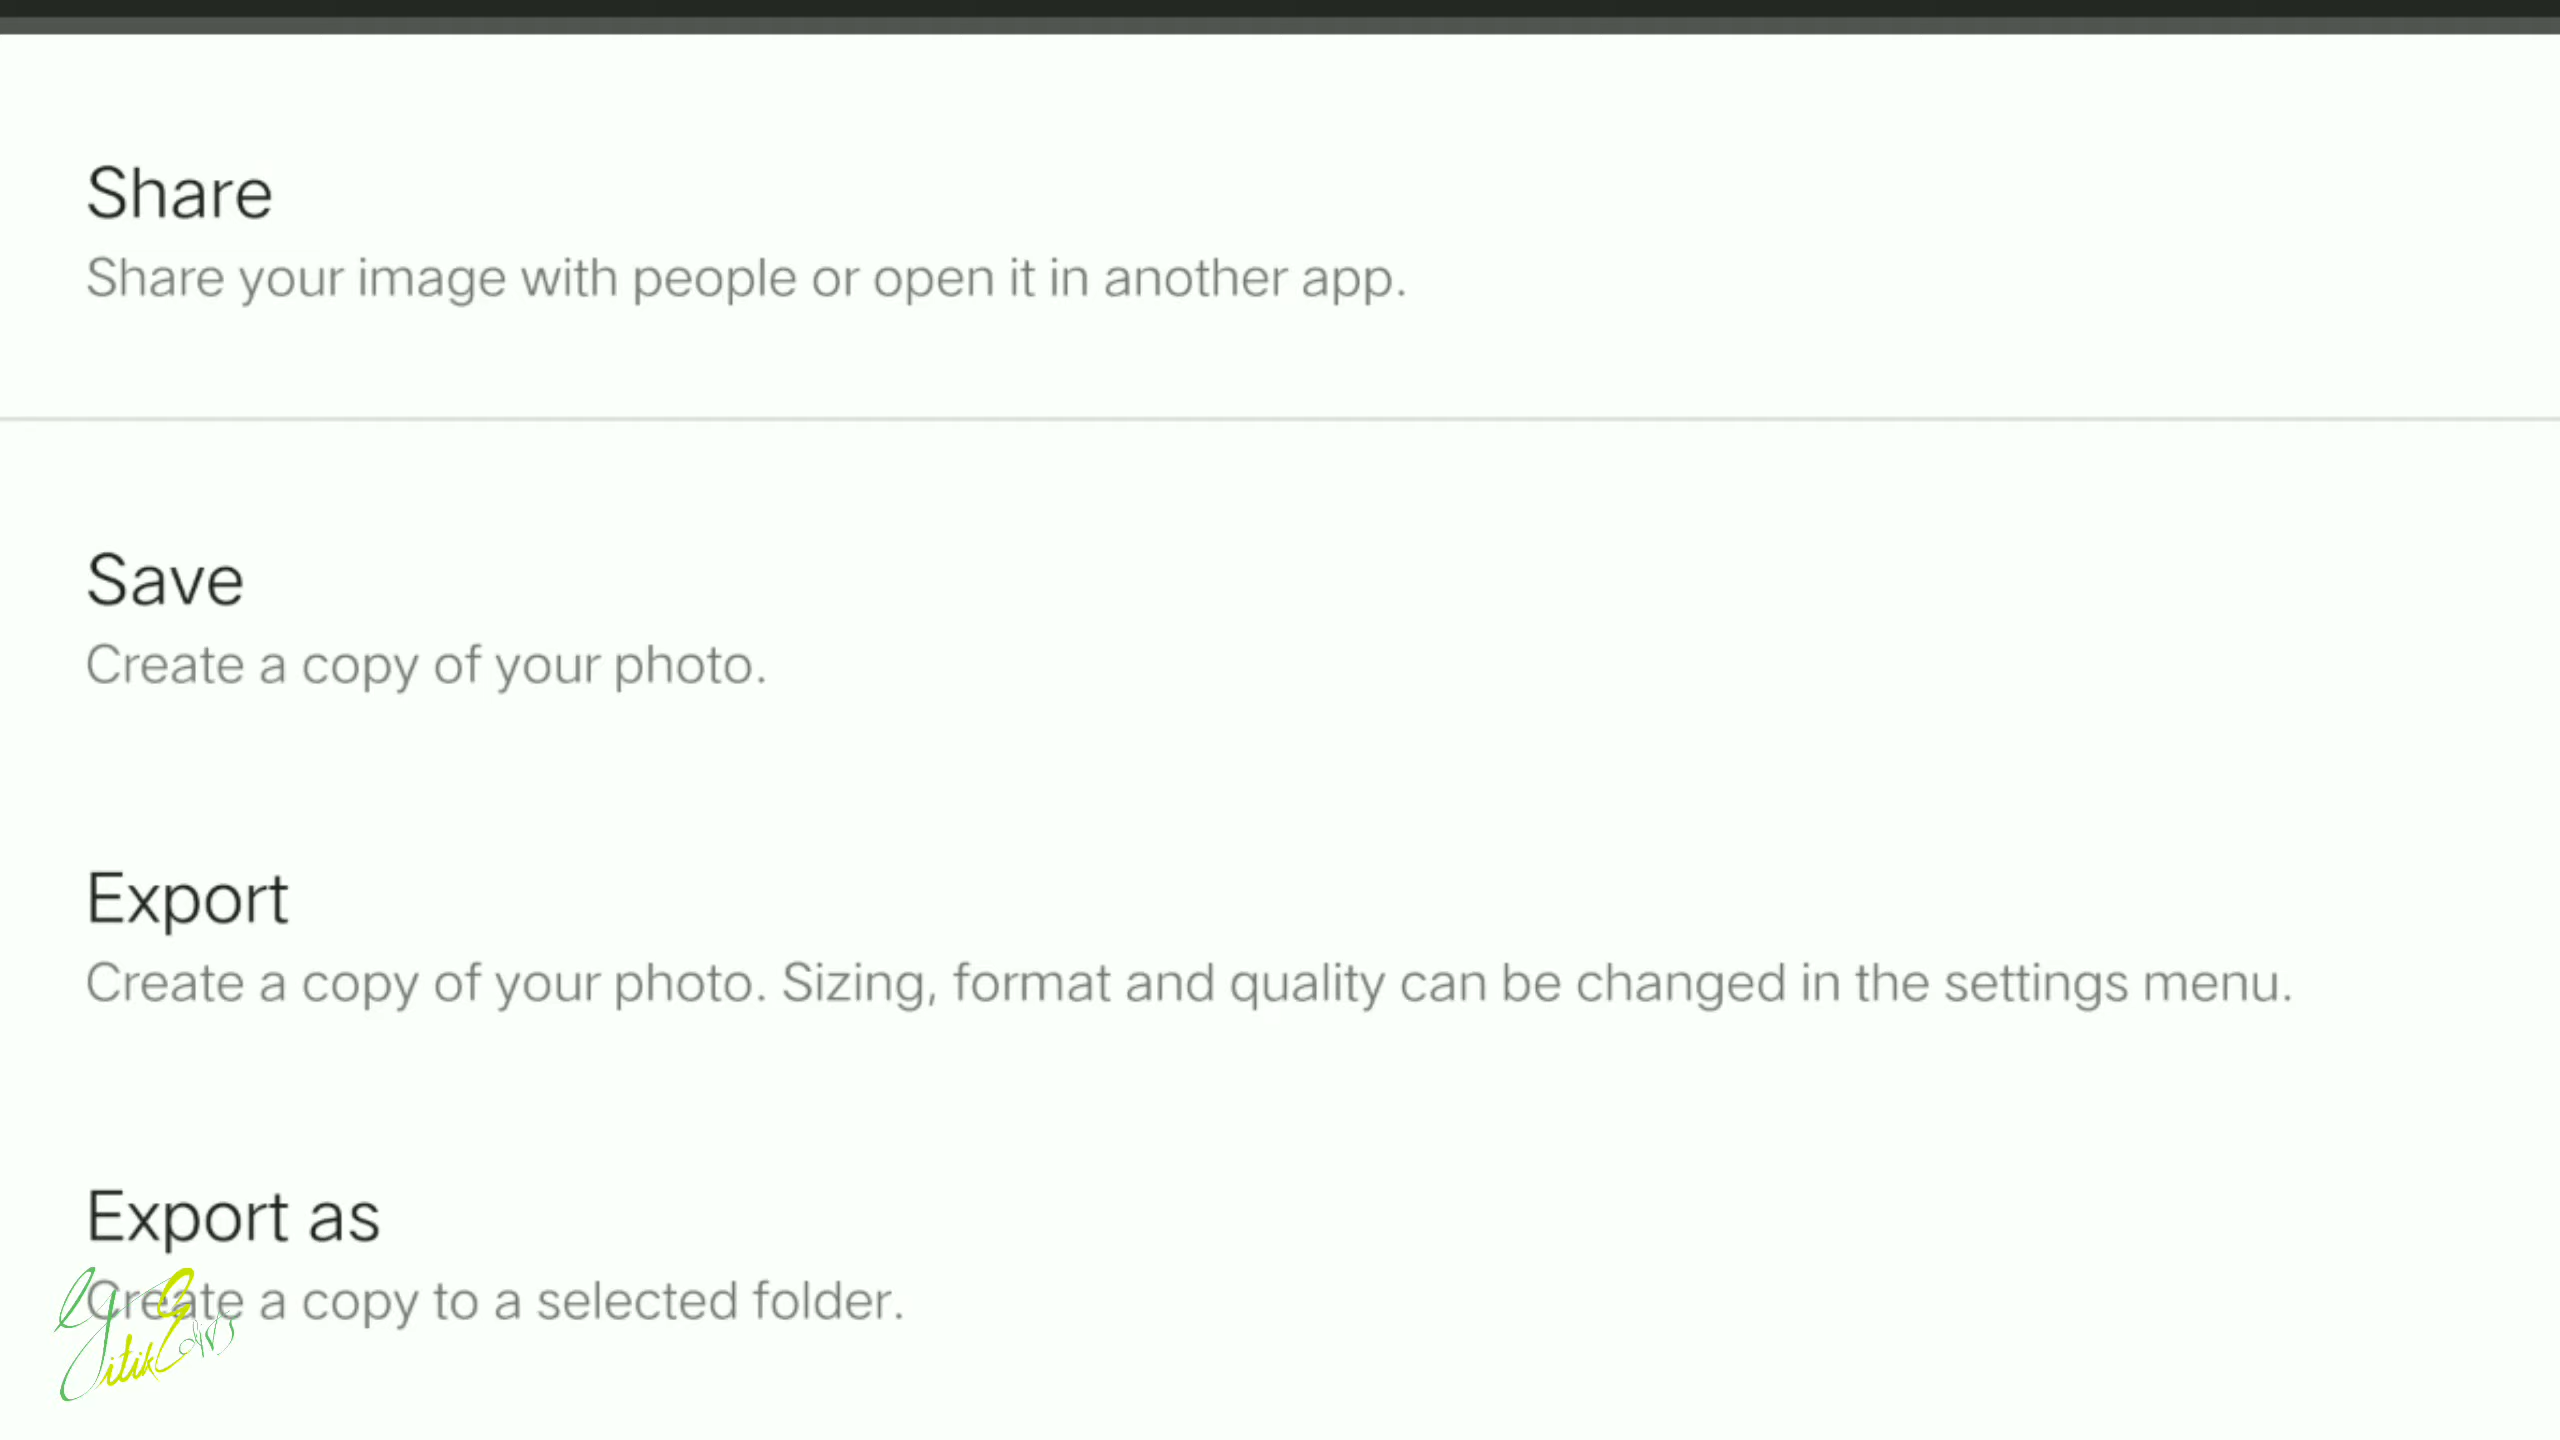 Share
Share your image with people or open it in another app.
Save
Create a copy of your photo.
Export
Create a copy of your photo. Sizing, format and quality can be changed in the settings menu.
Export as
Create a copy to a selected folder.